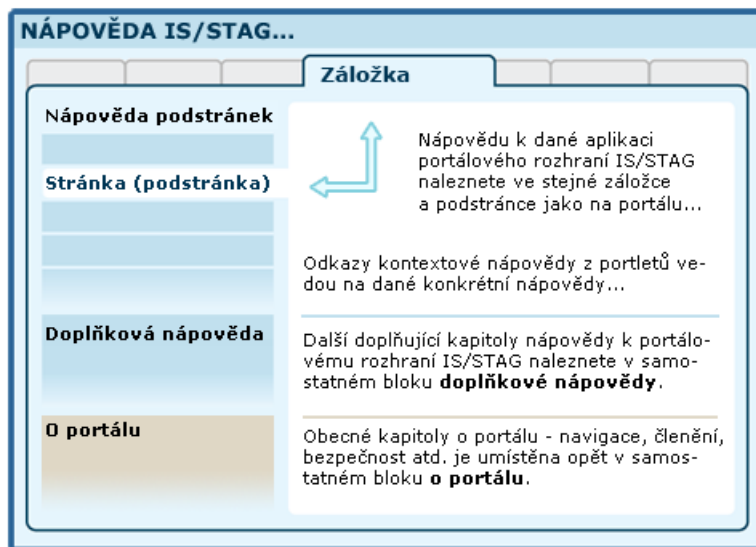 NÁPOVĚDA IS/STAG...
Záložka
Nápověda podstránek
Stránka (podstránka)
Nápovědu k dané aplikaci
portálového rozhraní IS/STAG
naleznete ve stejné záložce
a podstránce jako na portálu...
Odkazy kontextové nápovědy z portletů ve-
dou na dané konkrétní nápovědy...
Doplňková nápověda
Další doplňující kapitoly nápovědy k portálo-
vému rozhraní IS/STAG naleznete v samo-
statném bloku doplňkové nápovědy.
O portálu
Obecné kapitoly o portálu - navigace, členění,
bezpečnost atd. je umístěna opět v samos-
tatném bloku o portálu.